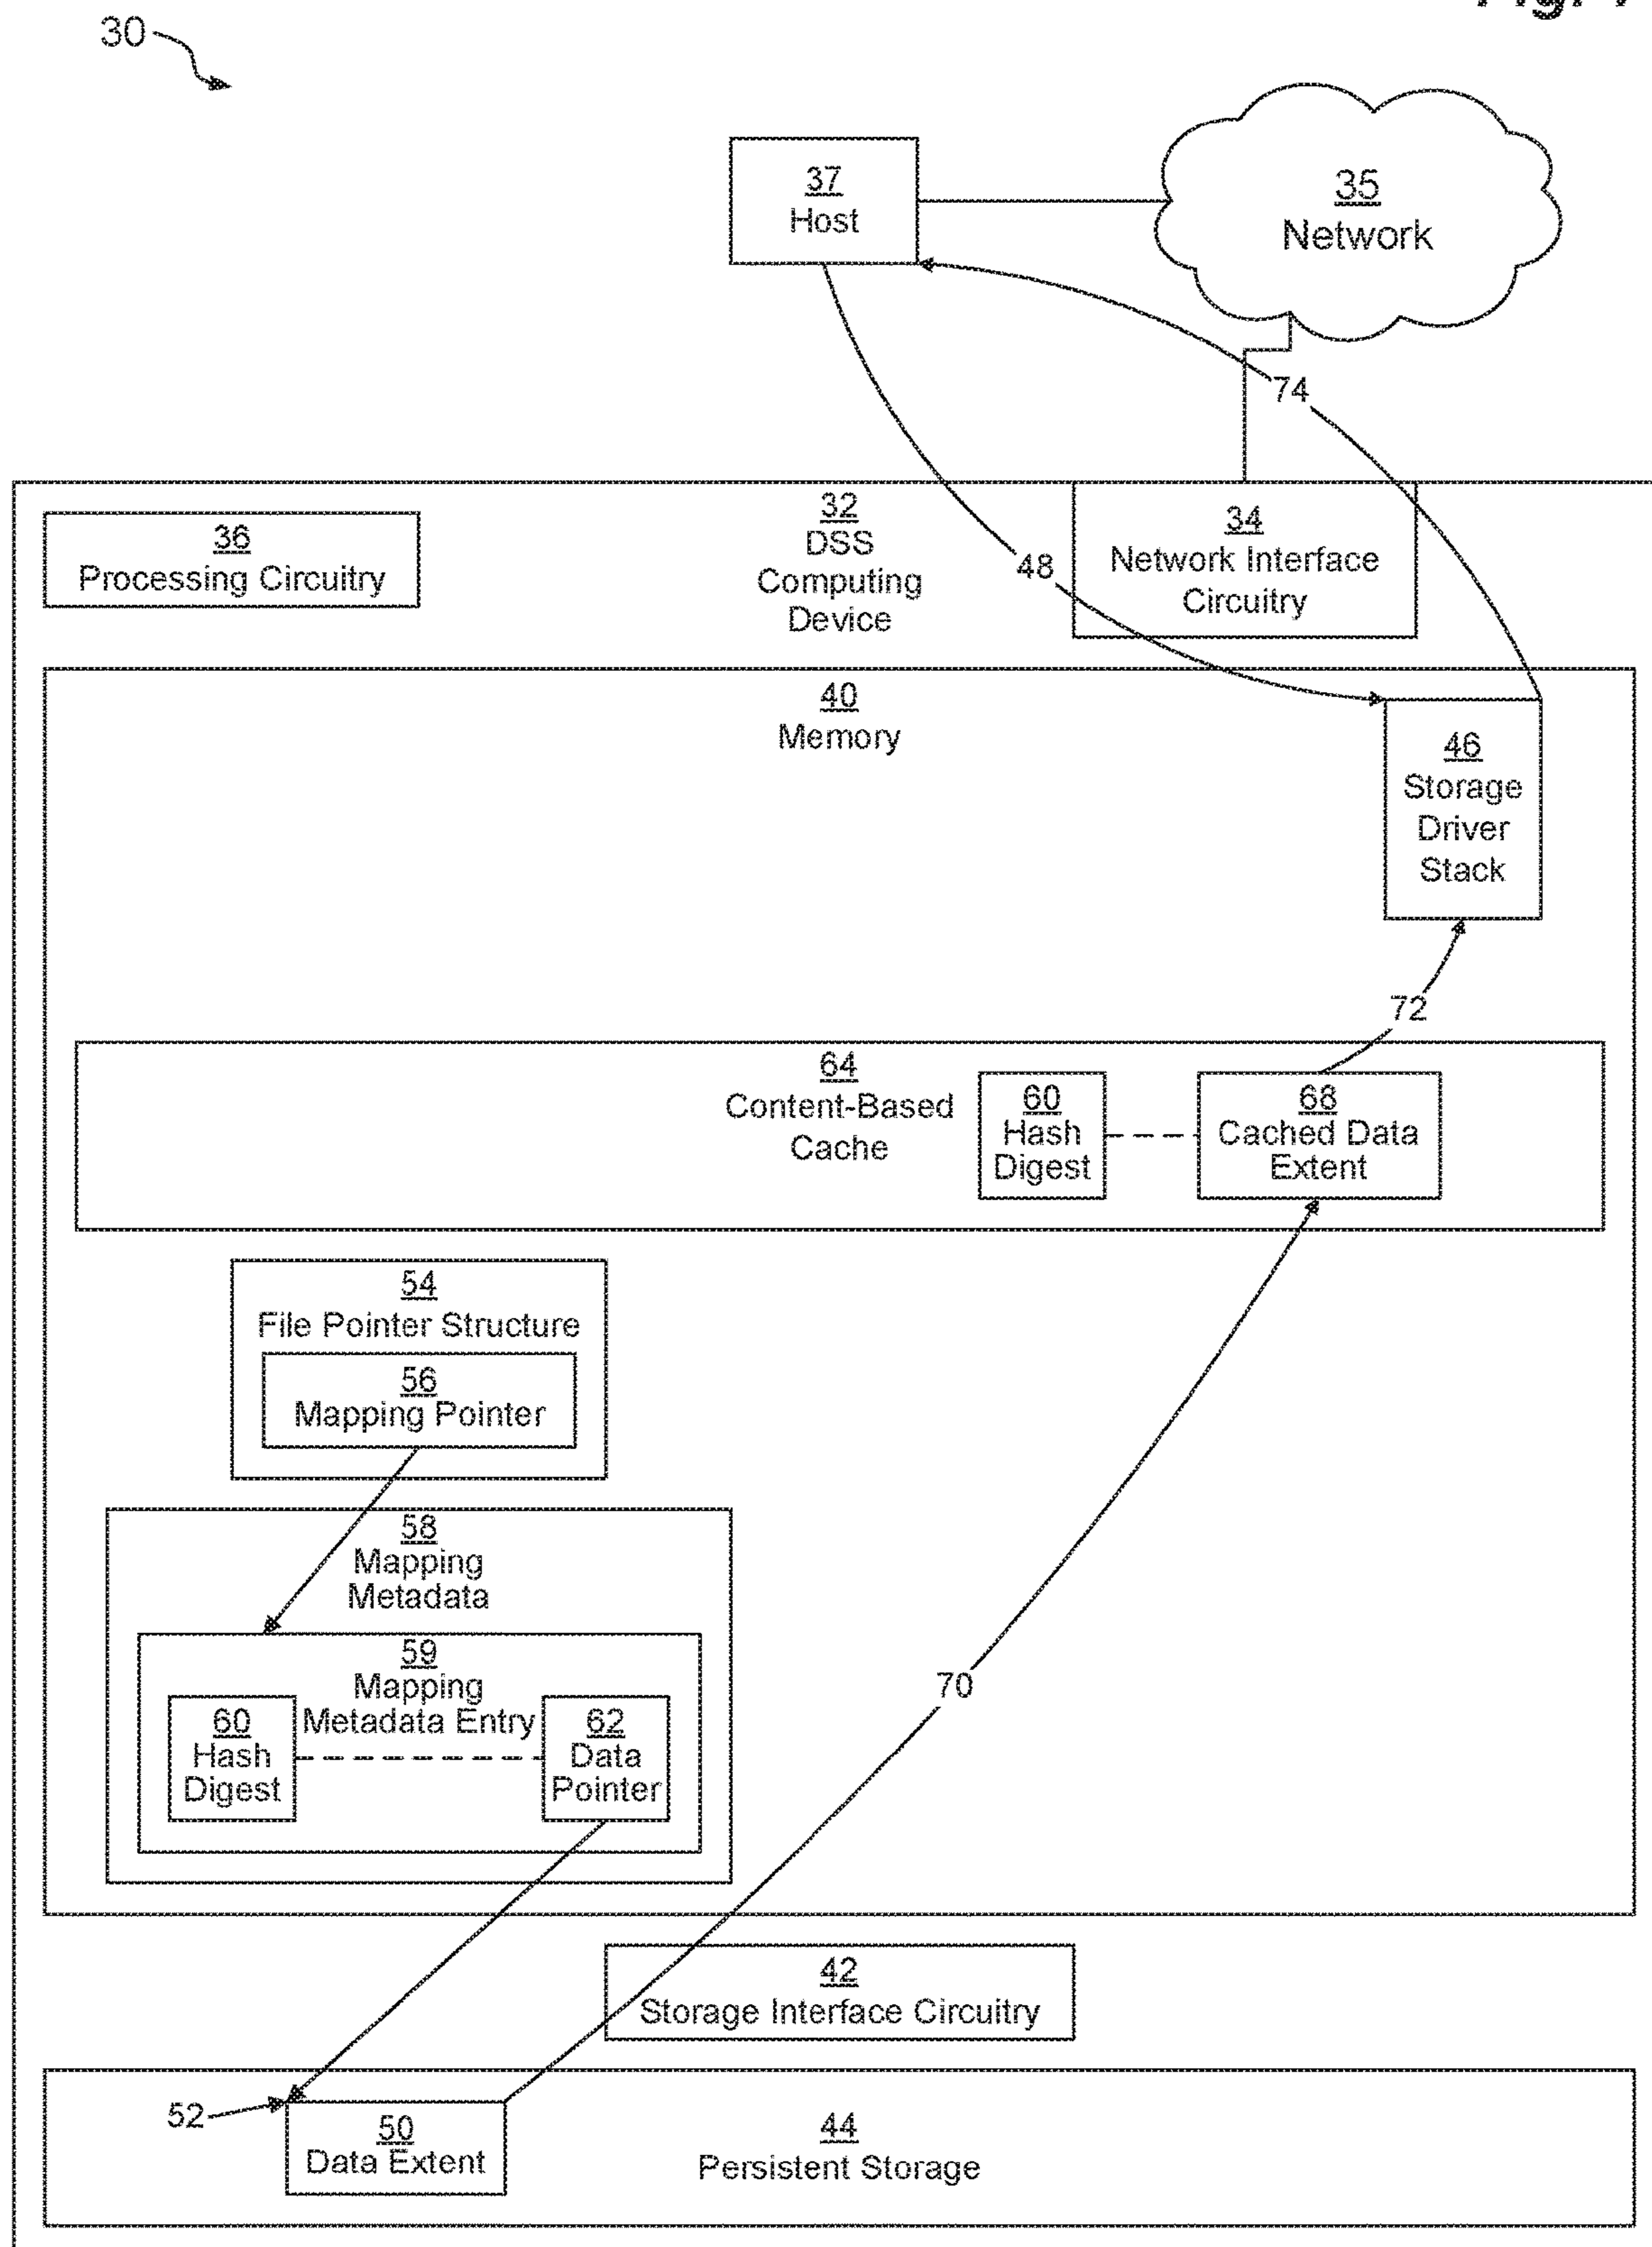 30
37
Host
35
Network
74
36
Processing Circuitry
32
DSS
Computing
Device
48
34
Network Interface
Circuitry
40
Memory
46
Storage
Driver
Stack
72
64
Content-Based
Cache
60
Hash
Digest
68
Cached Data
Extent
54
File Pointer Structure
56
Mapping Pointer
58
Mapping
Metadata
59
Mapping
Metadata Entry
60
Hash
Digest
62
Data
Pointer
70
42
Storage Interface Circuitry
52
50
Data Extent
44
Persistent Storage